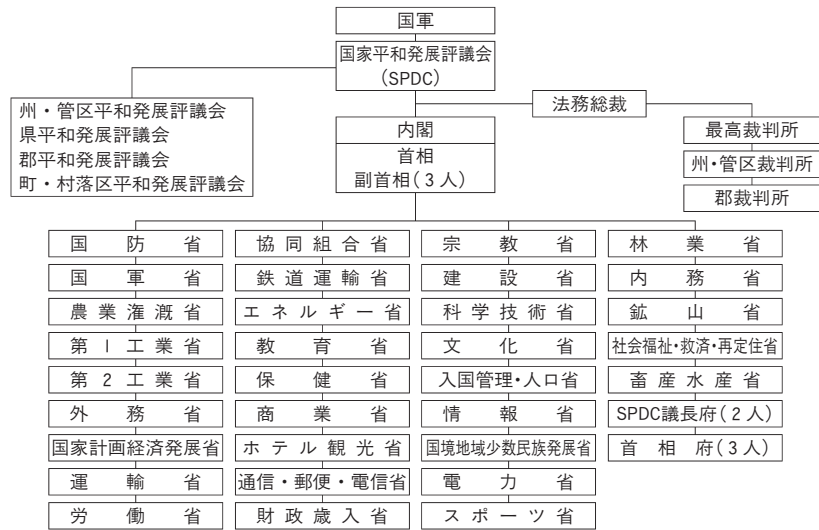 国軍
国家平和発展評議会
(SPDC)
法務総裁
州・管区平和発展評議会
県平和発展評議会
郡平和発展評議会
町・村落区平和発展評議会
内閣
首相
副首相(3人)
最高裁判所
州・管区裁判所
郡裁判所
国防省
国軍省
農業灌漑省
第1工業省
第2工業省
外務省
国家計画経済発展省
運輸省
労働省
協同組合省
鉄道運輸省
エネルギー省
教育省
保健省
商業省
ホテル観光省
通信・郵便・電信省
財政歳入省
宗教省
建設省
科学技術省
文化省
入国管理・人口省
情報省
国境地域少数民族発展省
電力省
スポーツ省
林業省
内務省
鉱山省
社会福祉・救済・再定住省
畜産水産省
SPDC議長府(2人)
首相府(3人)